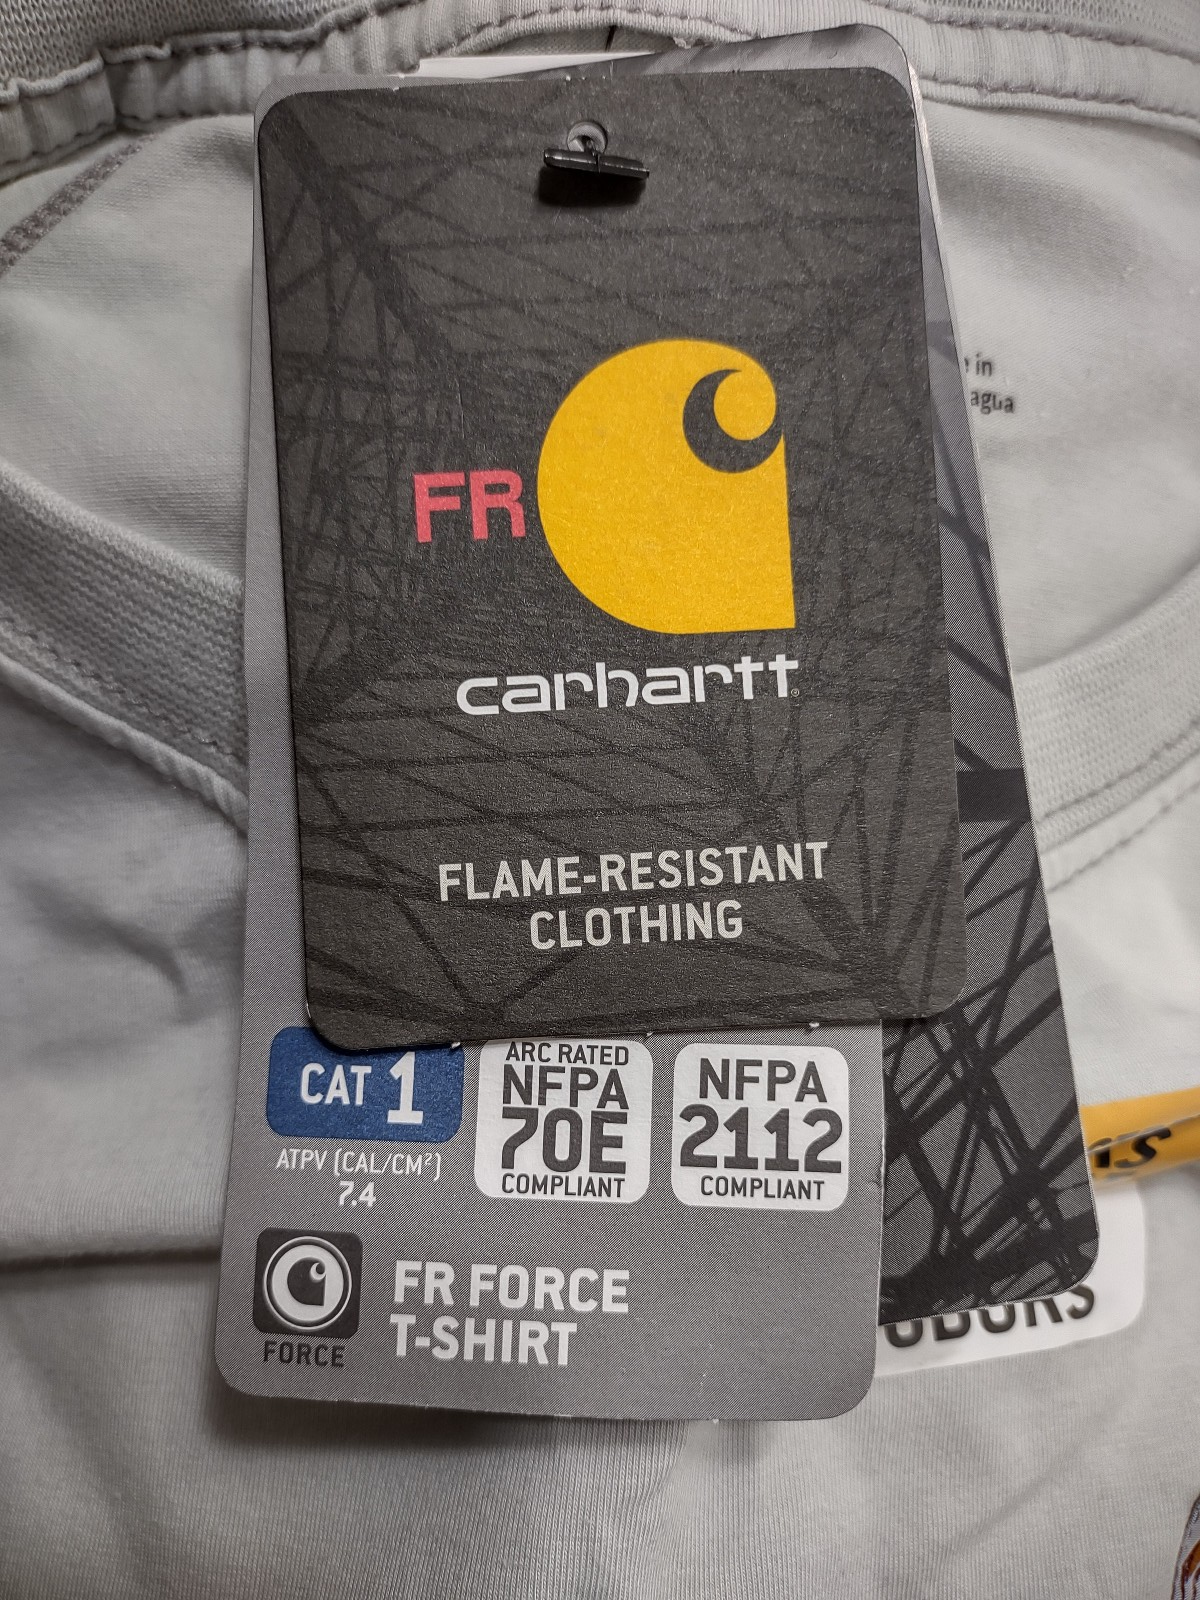 FR
carhartt
FLAME-RESISTANT
CLOTHING
CAT 1
ATPV (CAL/CM²)
7.4
ARC RATED
NFPA
70E
COMPLIANT
NFPA
2112
COMPLIANT
FORCE
FR FORCE
T-SHIRT
in